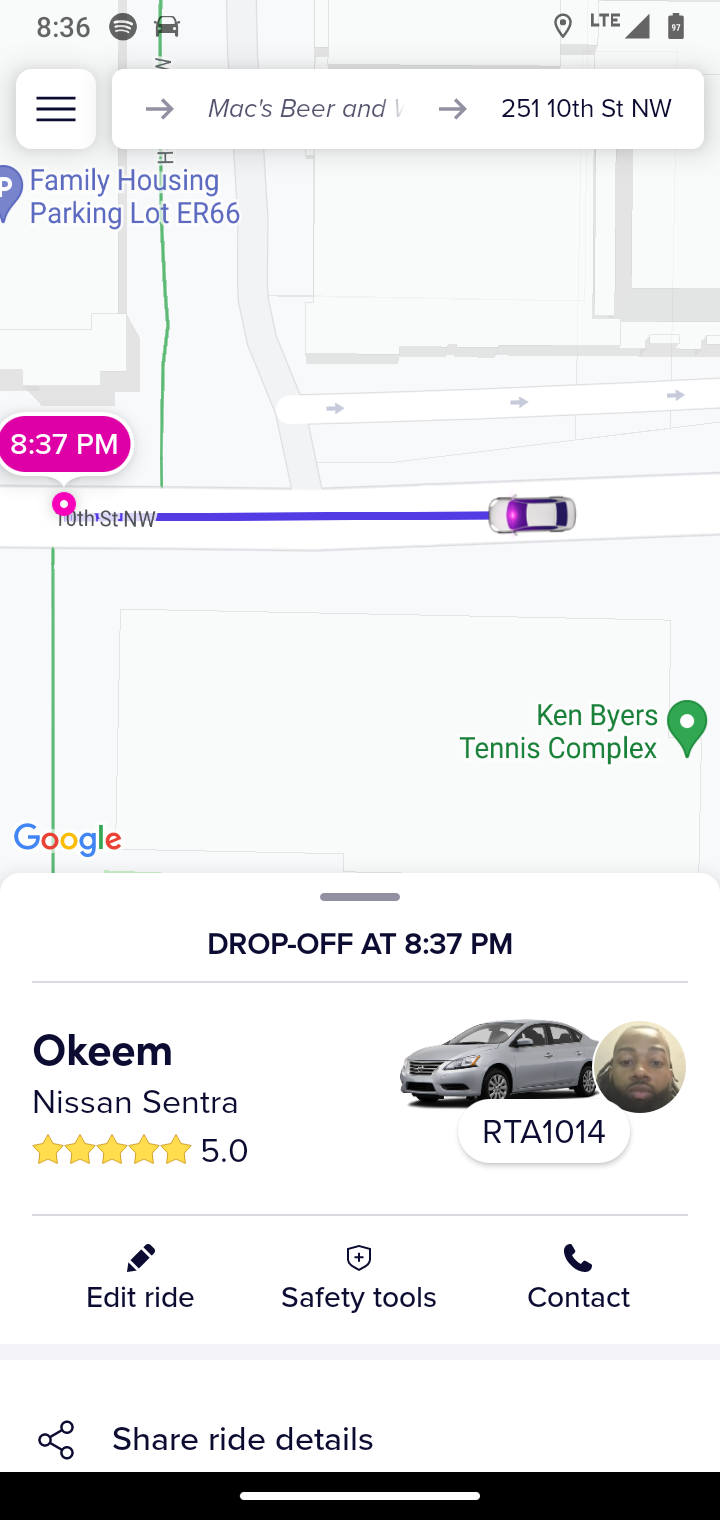 8:36
LTE
97
W
Mac's Beer and
251 10th St NW
H
P
Family Housing
Parking Lot ER66
8:37 PM
10th St NW
Ken Byers
Tennis Complex
Google
DROP-OFF AT 8:37 PM
Okeem
Nissan Sentra
5.0
RTA1014
Edit ride
Safety tools
Contact
Share ride details